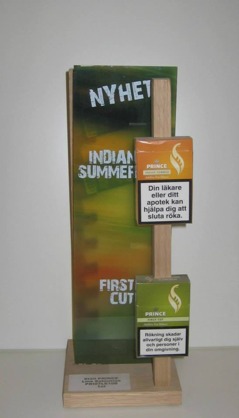 NYHET
INDIAN
SUMMER
PRINCE
Din läkare
eller ditt
apotek kan
hjälpa dig att
sluta röka.
FIRST
CUT
PRINCE
Rökning skadar
allvarligt dig själv
och personer i
din omgivning.